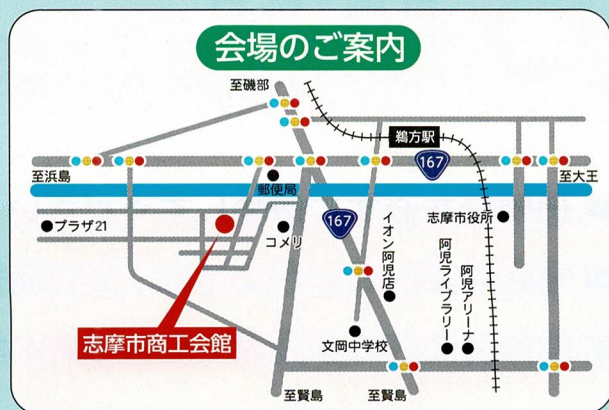 会場のご案内
至磯部
鵜方駅
167
至浜島
至大王
郵便局
プラザ21
コメリ
167
イオン阿児店
志摩市役所
阿児ライブラリー
阿児アリーナ
志摩市商工会館
文岡中学校
至賢島
至賢島